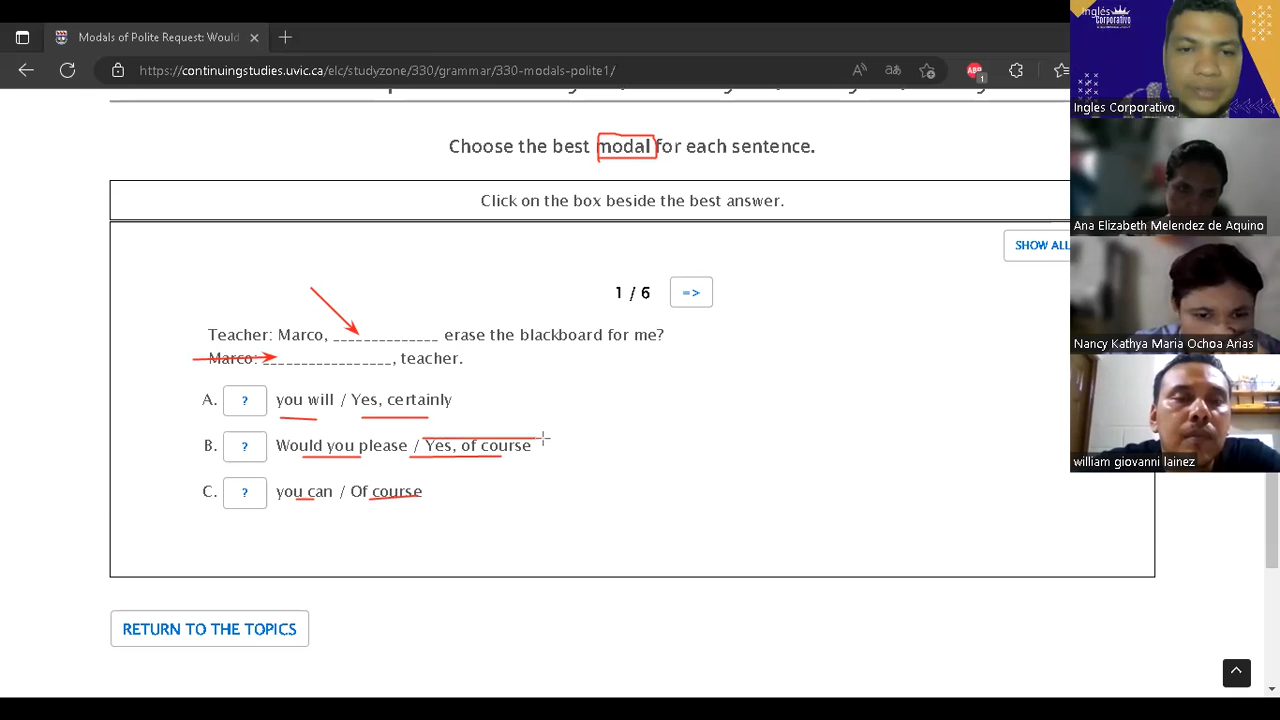 Modals of Polite Request: Would
https://continuingstudies.uvic.ca/elc/studyzone/330/grammar/330-modals-polite1/
Inglés
Corporativo
Ingles Corporativo
Choose the best modal for each sentence.
Click on the box beside the best answer.
SHOW ALL
1 / 6
=>
Teacher: Marco, ______________ erase the blackboard for me?
Marco: _________________, teacher.
A. ? you will / Yes, certainly
B. ? Would you please / Yes, of course
C. ? you can / Of course
RETURN TO THE TOPICS
Ana Elizabeth Melendez de Aquino
Nancy Kathya Maria Ochoa Arias
william giovanni lainez